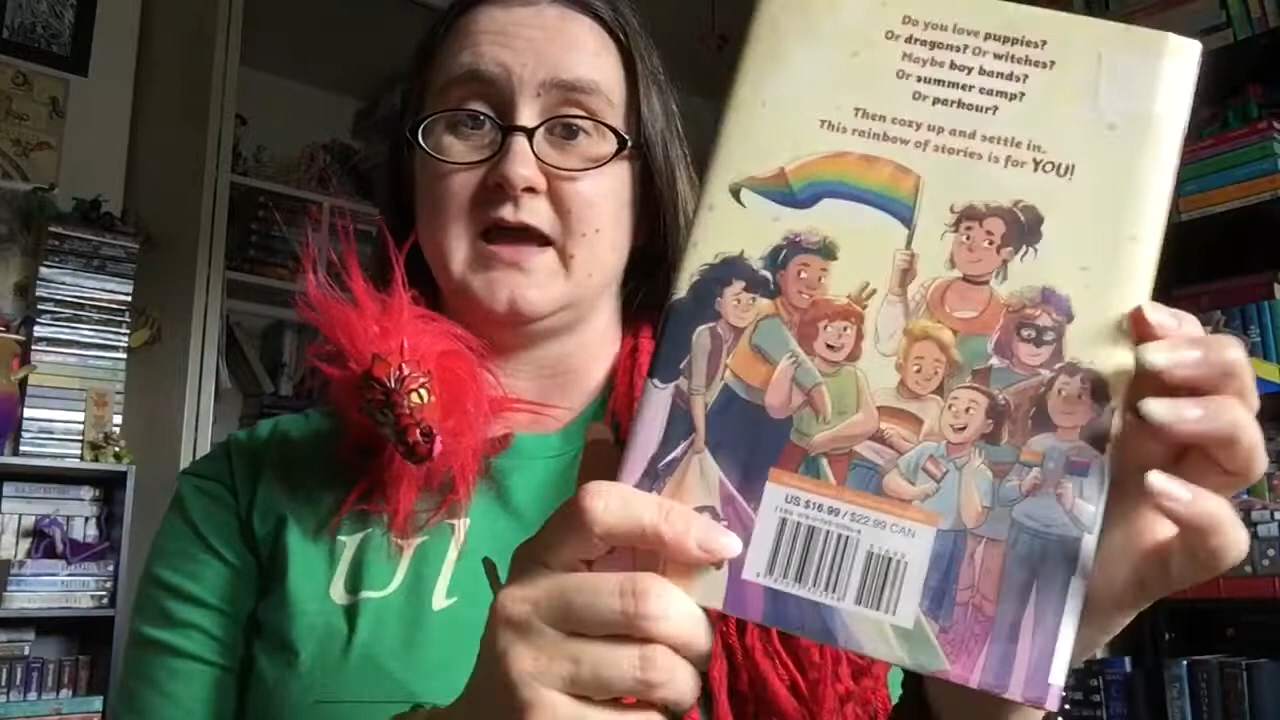 Do you love puppies?
Or dragons? Or witches?
Maybe boy bands?
Or summer camp?
Or parkour?
Then cozy up and settle in.
This rainbow of stories is for YOU!
US $16.99 / $22.99 CAN
Ul